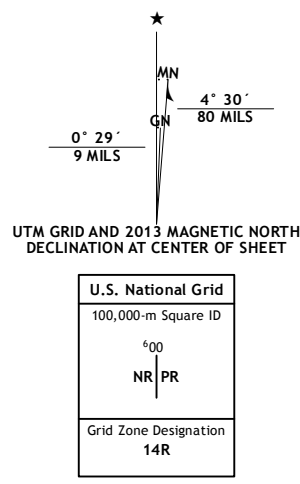 MN
4° 30´
80 MILS
GN
0° 29´
9 MILS
UTM GRID AND 2013 MAGNETIC NORTH
DECLINATION AT CENTER OF SHEET
U.S. National Grid
100,000-m Square ID
⁶00
NR PR
Grid Zone Designation
14R